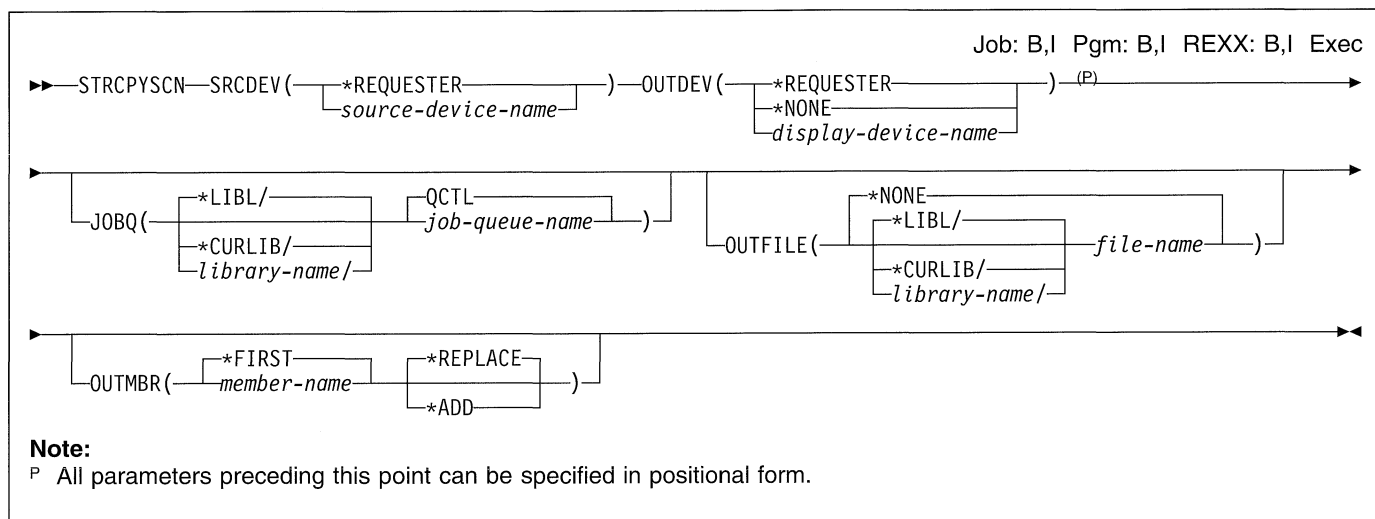 Job: B,I Pgm: B,I REXX: B,I Exec
STRCPYSCN SRCDEV( *REQUESTER ) OUTDEV( *REQUESTER ) (P)
source-device-name *NONE
display-device-name
*LIBL/ QCTL *NONE
JOBQ( job-queue-name ) *LIBL/
*CURLIB/ OUTFILE( file-name )
library-name/ *CURLIB/
library-name/
*FIRST *REPLACE
OUTMBR( member-name )
*ADD
Note:
P All parameters preceding this point can be specified in positional form.